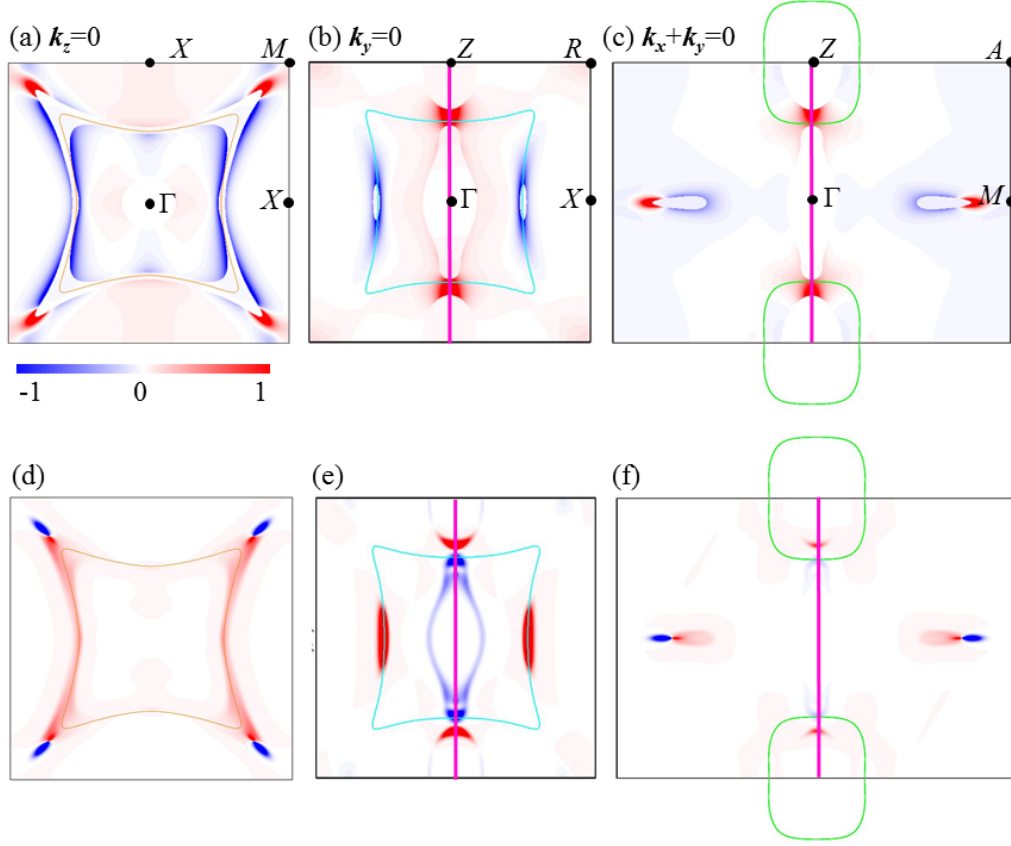 (a) kz=0
X
M
Γ
X
(b) ky=0
Z
R
Γ
X
(c) kx+ky=0
Z
A
Γ
M
-1 0 1
(d)
(e)
(f)